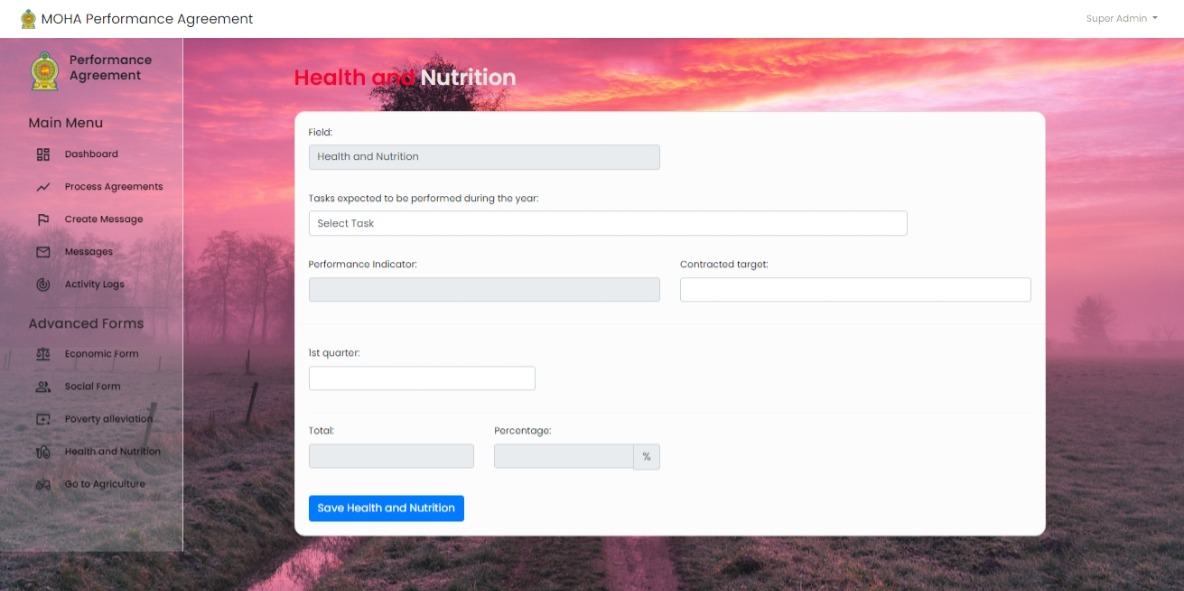 MOHA Performance Agreement
Super Admin
Performance
Agreement
Main Menu
Dashboard
Process Agreements
Create Message
Messages
Activity Logs
Advanced Forms
Economic Form
Social Form
Poverty alleviation
Health and Nutrition
Go to Agriculture
Health and Nutrition
Field:
Health and Nutrition
Tasks expected to be performed during the year:
Select Task
Performance Indicator:
Contracted target:
1st quarter:
Total:
Percentage:
%
Save Health and Nutrition